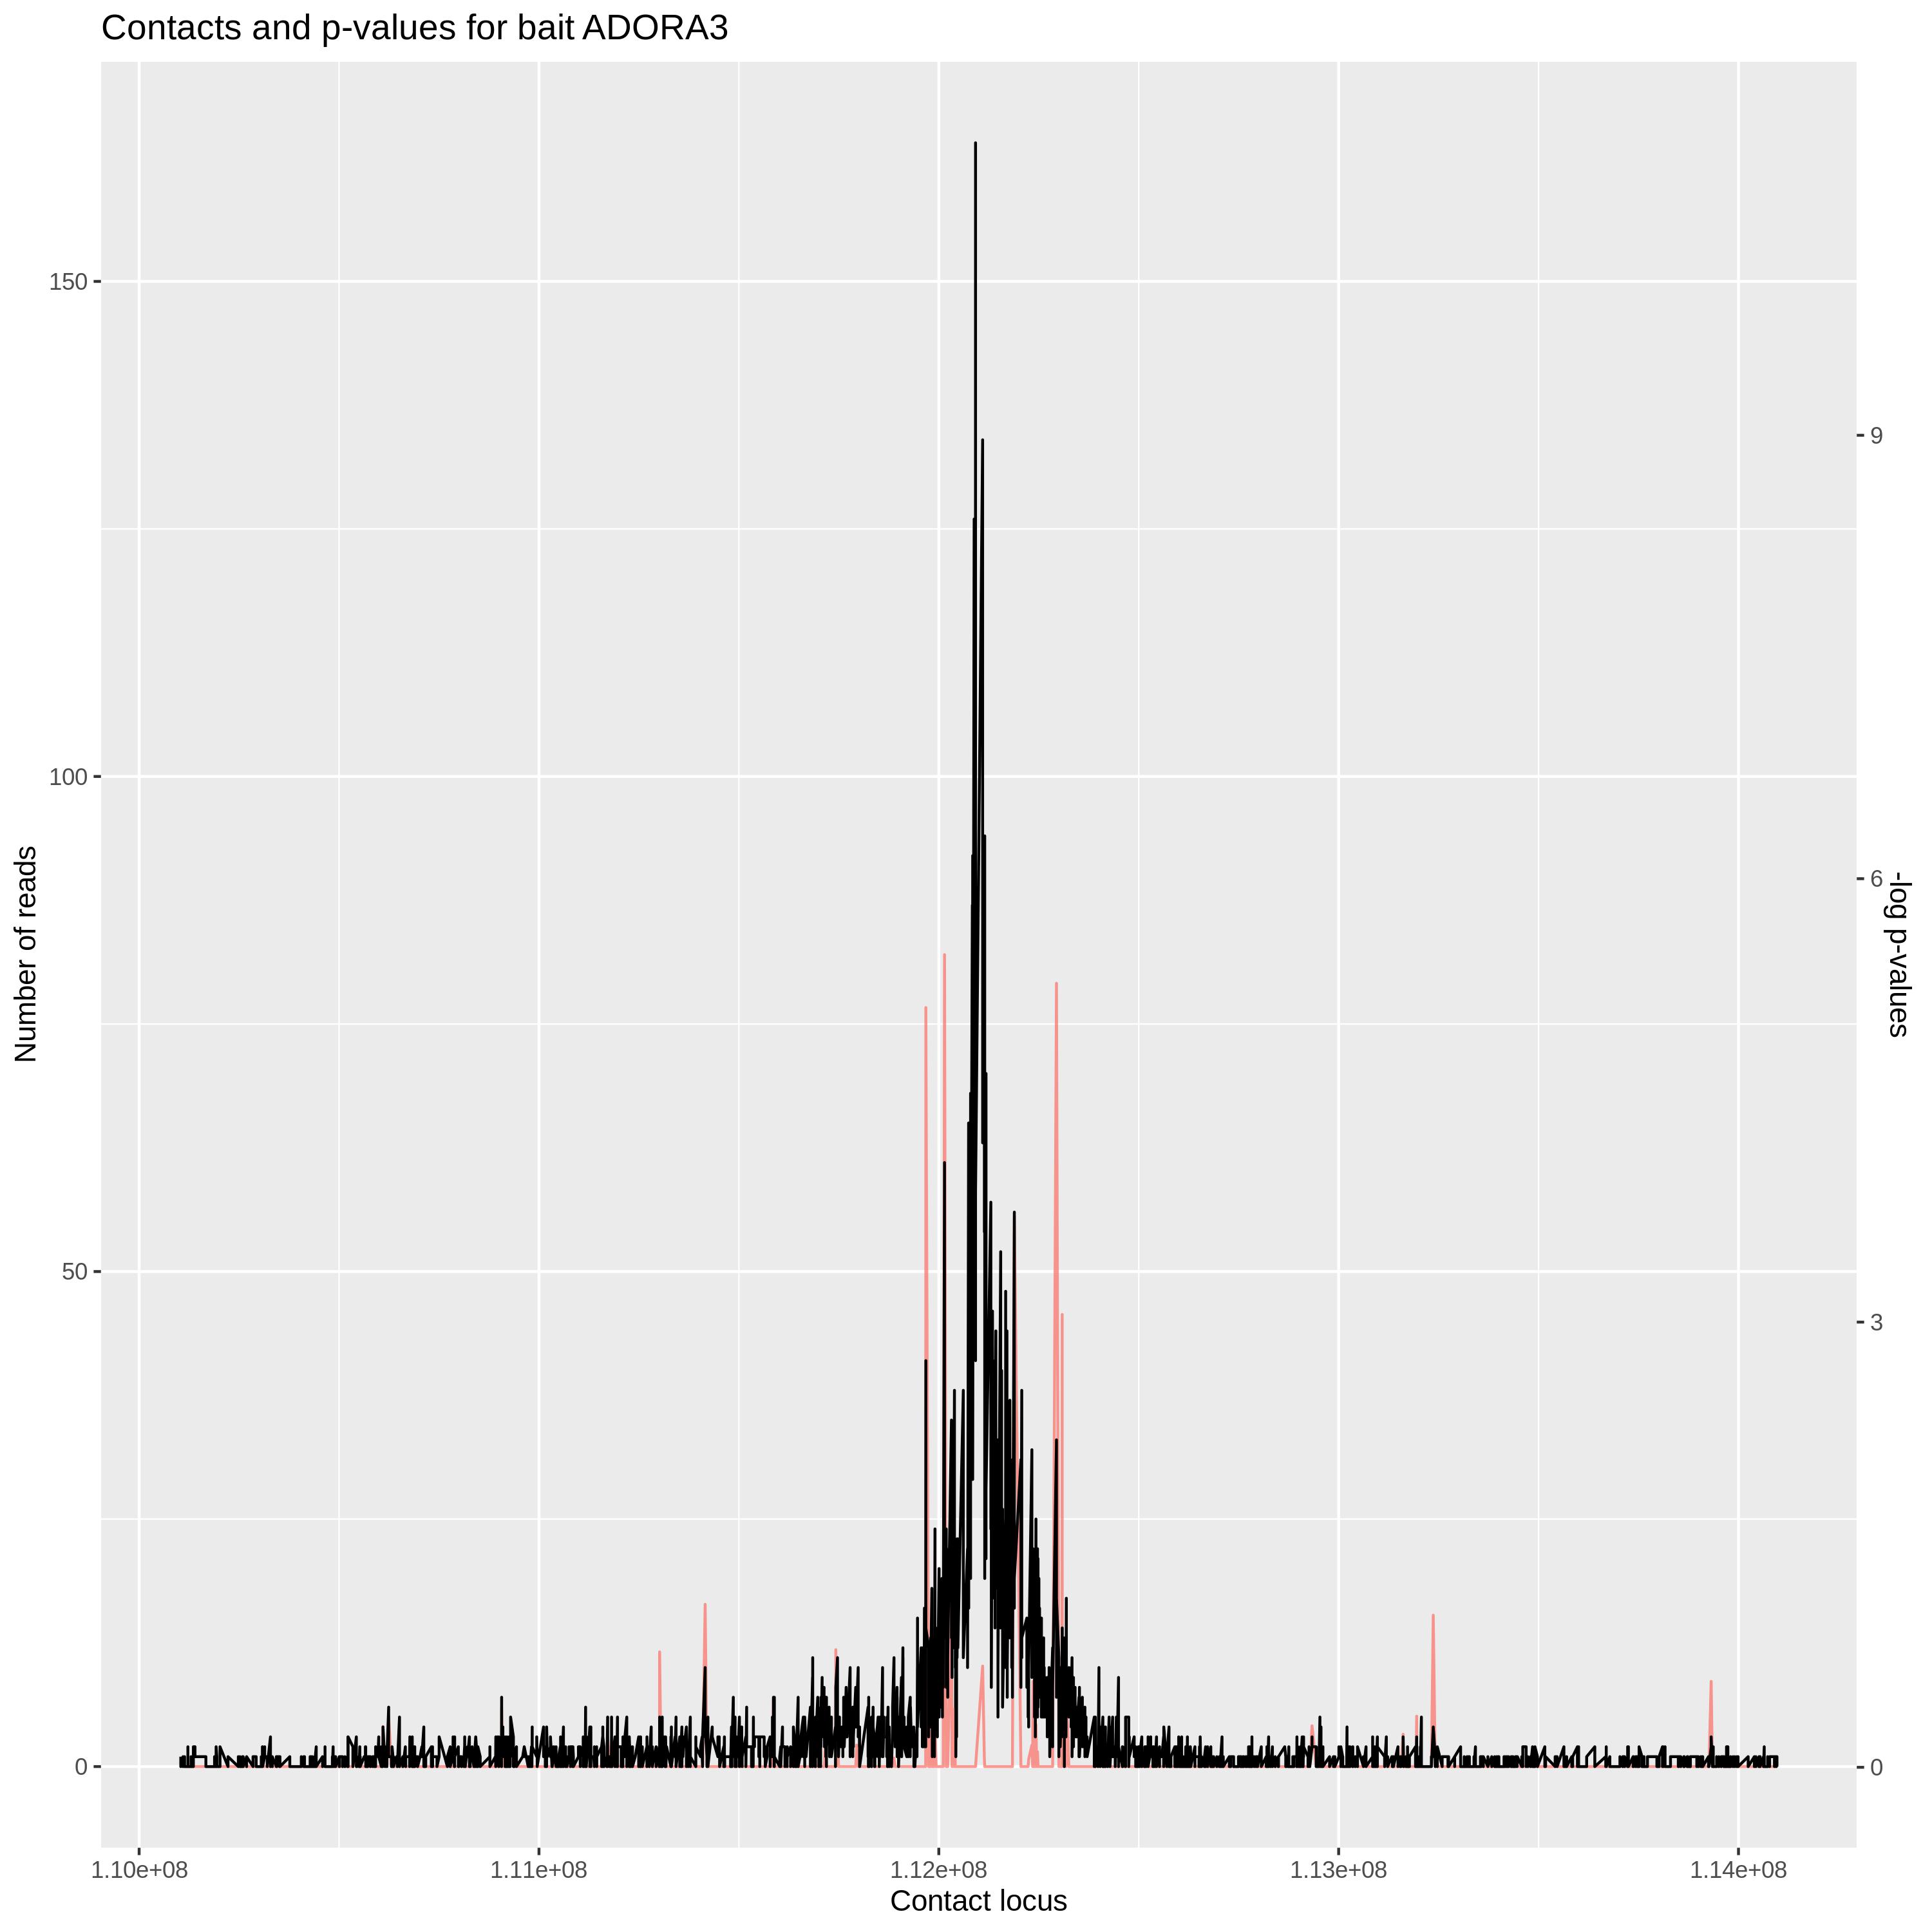 Contacts and p-values for bait ADORA3
150
100
50
0
Number of reads
9
6
3
0
-log p-values
1.10e+08 1.11e+08 1.12e+08 1.13e+08 1.14e+08
Contact locus